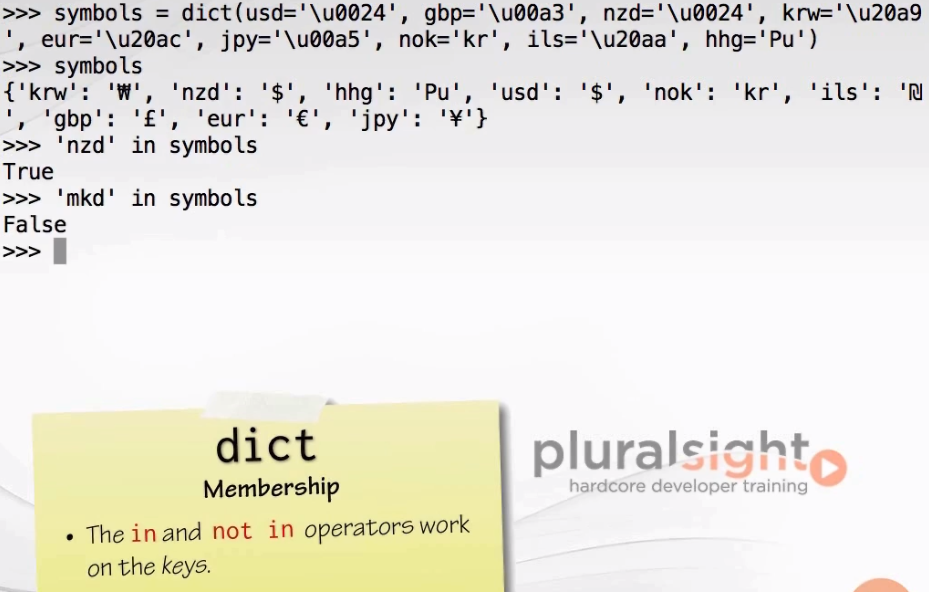 >>> symbols = dict(usd='\u0024', gbp='\u00a3', nzd='\u0024', krw='\u20a9
', eur='\u20ac', jpy='\u00a5', nok='kr', ils='\u20aa', hhg='Pu')
>>> symbols
{'krw': '₩', 'nzd': '$', 'hhg': 'Pu', 'usd': '$', 'nok': 'kr', 'ils': '₪
', 'gbp': '£', 'eur': '€', 'jpy': '¥'}
>>> 'nzd' in symbols
True
>>> 'mkd' in symbols
False
>>>
dict
Membership
• The in and not in operators work
on the keys.
pluralsight
hardcore developer training